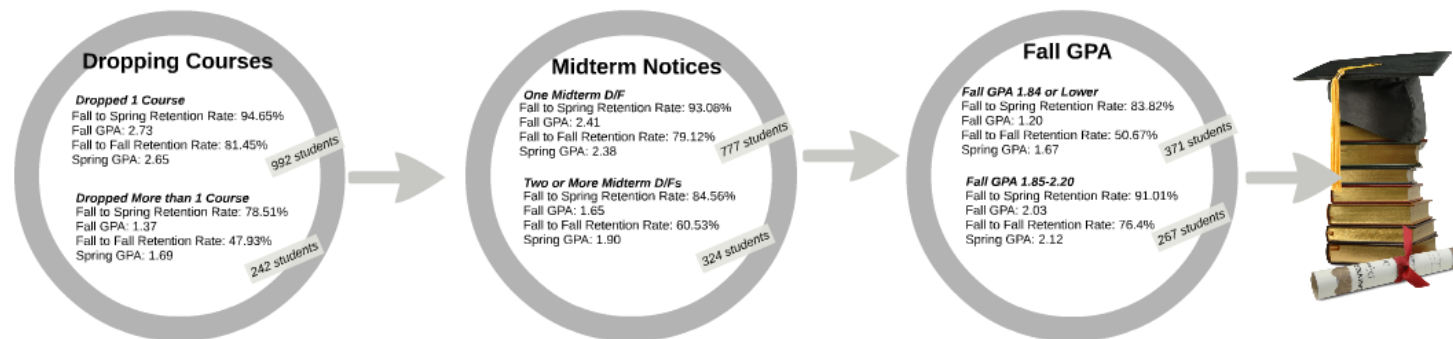 Dropping Courses
Dropped 1 Course
Fall to Spring Retention Rate: 94.65%
Fall GPA: 2.73
Fall to Fall Retention Rate: 81.45%
Spring GPA: 2.65
992 students
Dropped More than 1 Course
Fall to Spring Retention Rate: 78.51%
Fall GPA: 1.37
Fall to Fall Retention Rate: 47.93%
Spring GPA: 1.69
242 students
Midterm Notices
One Midterm D/F
Fall to Spring Retention Rate: 93.08%
Fall GPA: 2.41
Fall to Fall Retention Rate: 79.12%
Spring GPA: 2.38
777 students
Two or More Midterm D/Fs
Fall to Spring Retention Rate: 84.56%
Fall GPA: 1.65
Fall to Fall Retention Rate: 60.53%
Spring GPA: 1.90
324 students
Fall GPA
Fall GPA 1.84 or Lower
Fall to Spring Retention Rate: 83.82%
Fall GPA: 1.20
Fall to Fall Retention Rate: 50.67%
Spring GPA: 1.67
371 students
Fall GPA 1.85-2.20
Fall to Spring Retention Rate: 91.01%
Fall GPA: 2.03
Fall to Fall Retention Rate: 76.4%
Spring GPA: 2.12
267 students